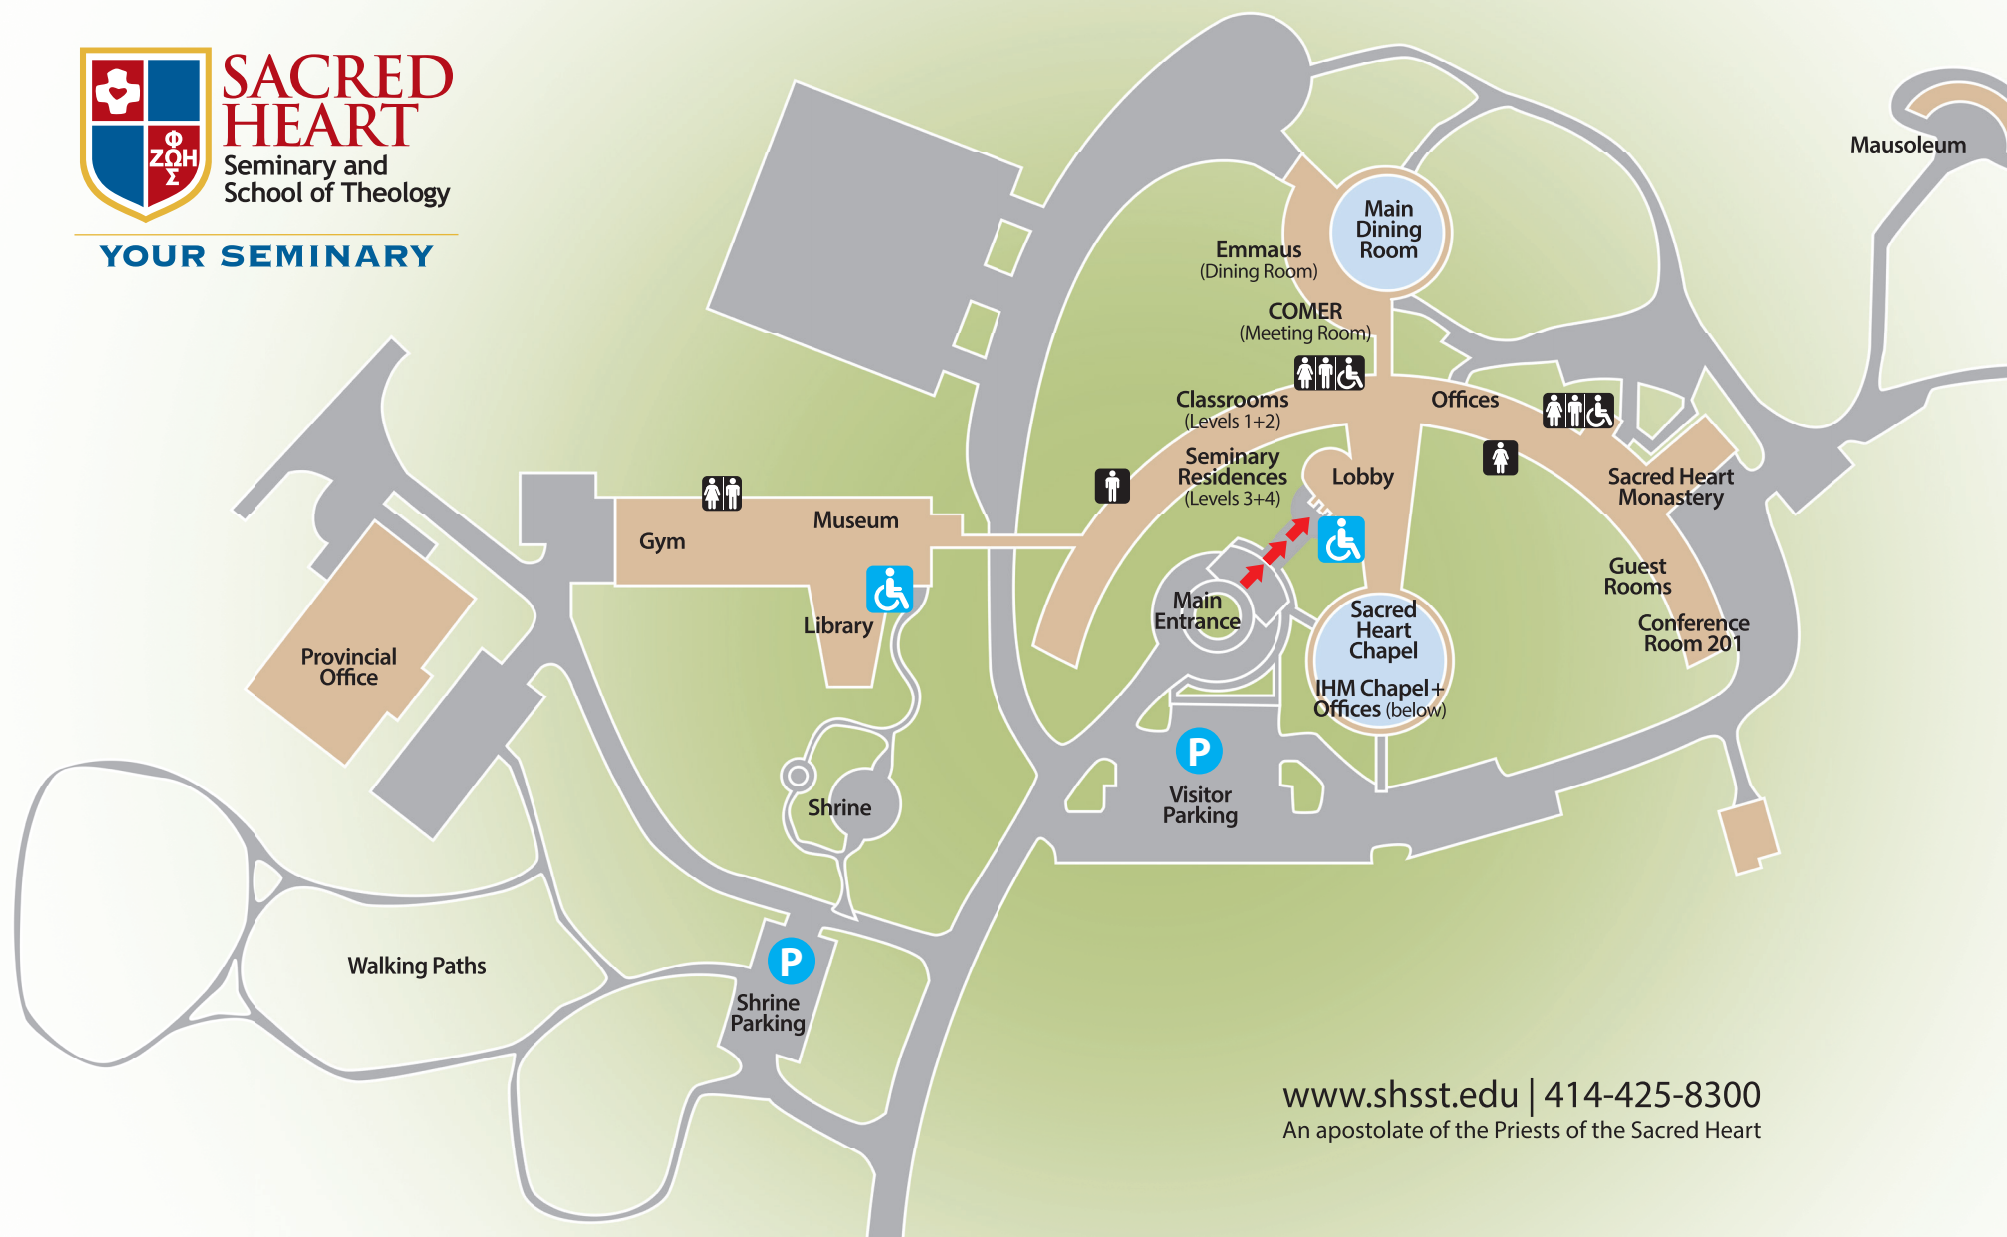 SACRED
HEART
Seminary and
School of Theology
YOUR SEMINARY
Φ
ΖΩΗ
Σ
Mausoleum
Main
Dining
Room
Emmaus
(Dining Room)
COMER
(Meeting Room)
Classrooms
(Levels 1+2)
Offices
Seminary
Residences
(Levels 3+4)
Lobby
Sacred Heart
Monastery
Museum
Gym
Library
Guest
Rooms
Conference
Room 201
Main
Entrance
Sacred
Heart
Chapel
IHM Chapel+
Offices (below)
Provincial
Office
P
Visitor
Parking
Shrine
Walking Paths
P
Shrine
Parking
www.shsst.edu | 414-425-8300
An apostolate of the Priests of the Sacred Heart